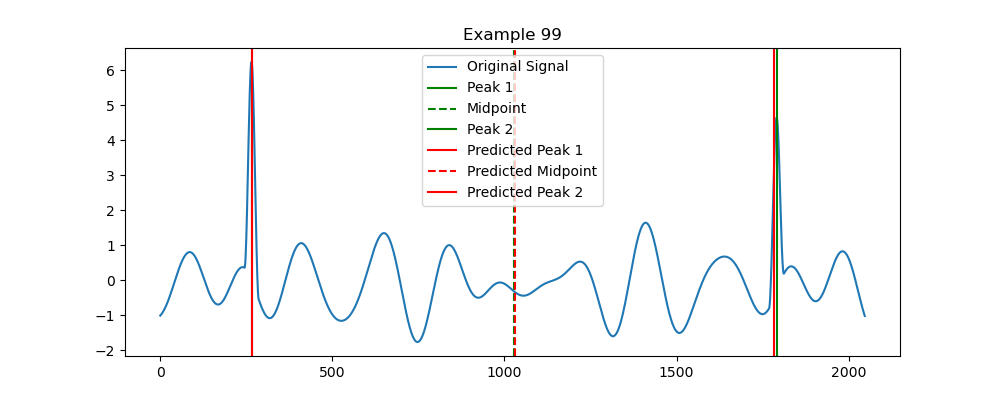 Example 99
Original Signal
Peak 1
Midpoint
Peak 2
Predicted Peak 1
Predicted Midpoint
Predicted Peak 2
6
5
4
3
2
1
0
−1
−2
0 500 1000 1500 2000